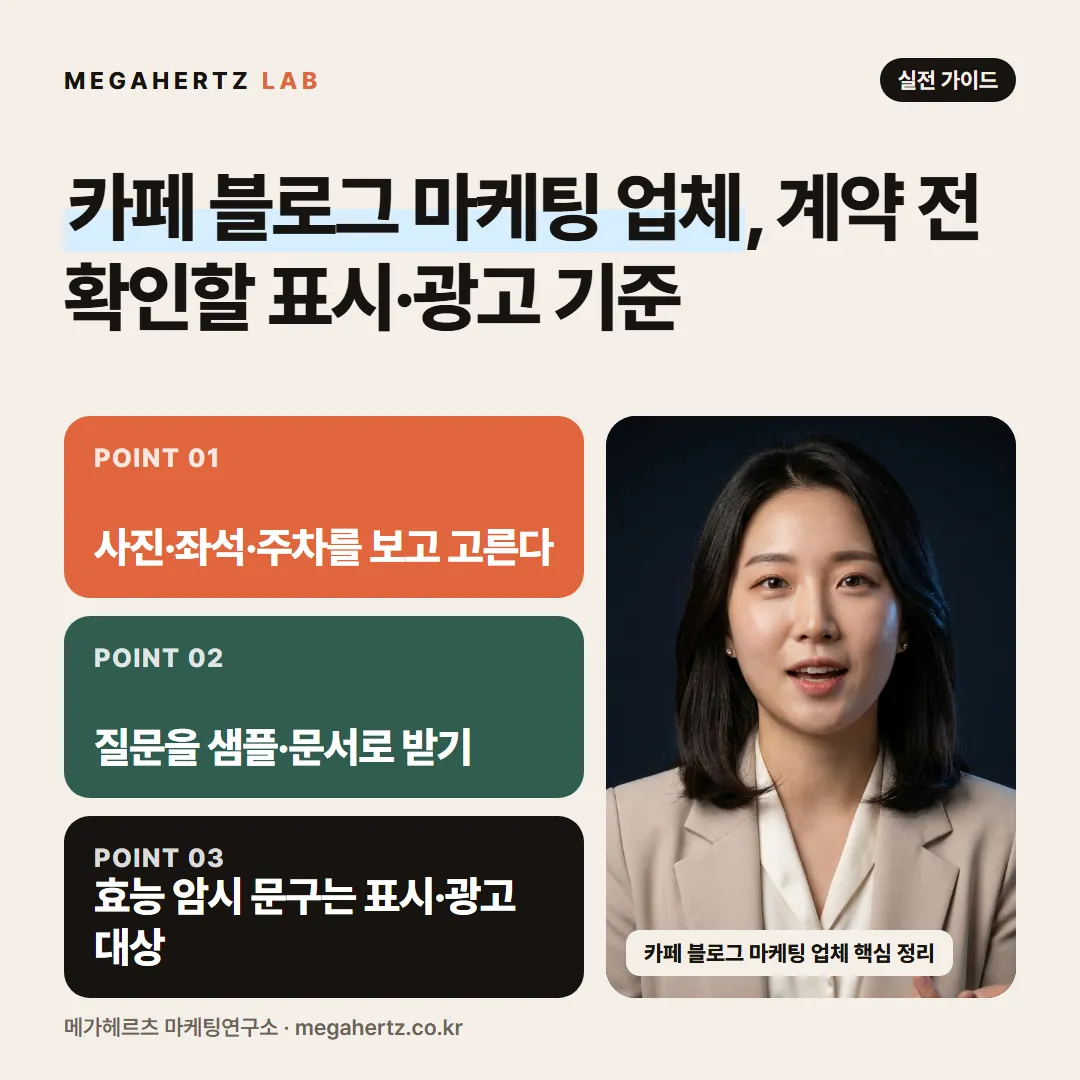 MEGAHERTZ LAB
실전 가이드
카페 블로그 마케팅 업체, 계약 전
확인할 표시·광고 기준
POINT 01
사진·좌석·주차를 보고 고른다
POINT 02
질문을 샘플·문서로 받기
POINT 03
효능 암시 문구는 표시·광고
대상
카페 블로그 마케팅 업체 핵심 정리
메가헤르츠 마케팅연구소 · megahertz.co.kr